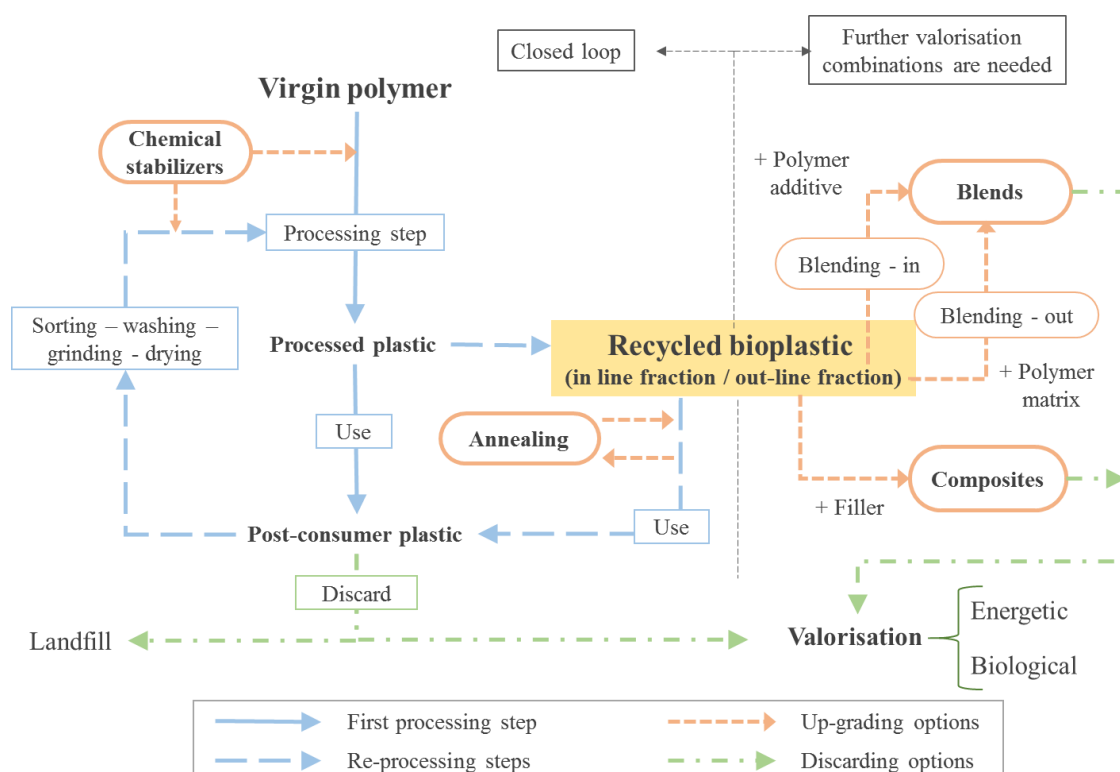 Closed loop
Further valorisation
combinations are needed
Virgin polymer
Chemical
stabilizers
+ Polymer
additive
Blends
Processing step
Blending - in
Sorting – washing –
grinding - drying
Blending - out
Processed plastic
Recycled bioplastic
(in line fraction / out-line fraction)
+ Polymer
matrix
Use
Annealing
Composites
+ Filler
Post-consumer plastic
Use
Discard
Landfill
Valorisation
Energetic
Biological
First processing step
Up-grading options
Re-processing steps
Discarding options